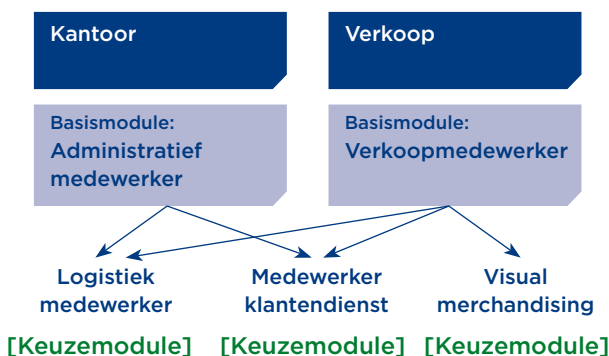 Kantoor
Verkoop
Basismodule:
Administratief
medewerker
Basismodule:
Verkoopmedewerker
Logistiek
medewerker
Medewerker
klantendienst
Visual
merchandising
[Keuzemodule]
[Keuzemodule]
[Keuzemodule]